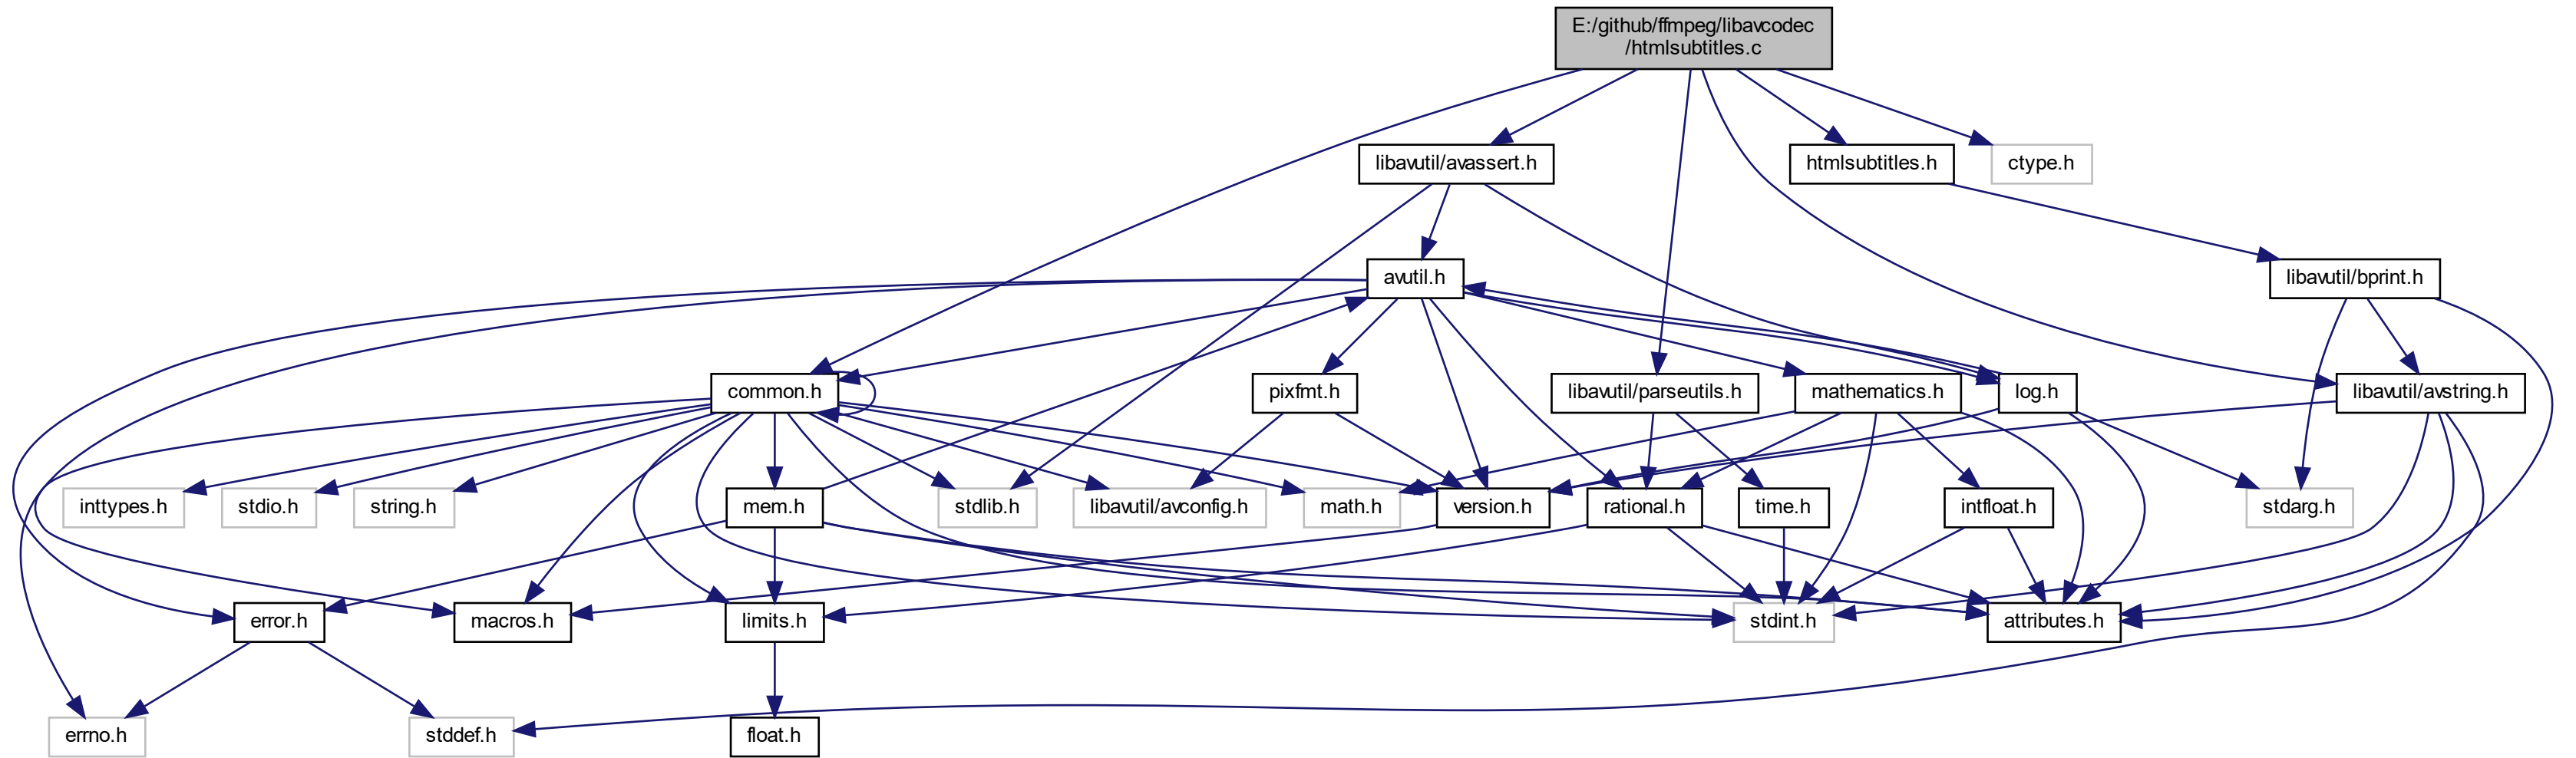 E:/github/ffmpeg/libavcodec
/htmlsubtitles.c
libavutil/avassert.h
htmlsubtitles.h
ctype.h
avutil.h
libavutil/bprint.h
common.h
pixfmt.h
libavutil/parseutils.h
mathematics.h
log.h
libavutil/avstring.h
inttypes.h
stdio.h
string.h
mem.h
stdlib.h
libavutil/avconfig.h
math.h
version.h
rational.h
time.h
intfloat.h
stdarg.h
error.h
macros.h
limits.h
stdint.h
attributes.h
errno.h
stddef.h
float.h